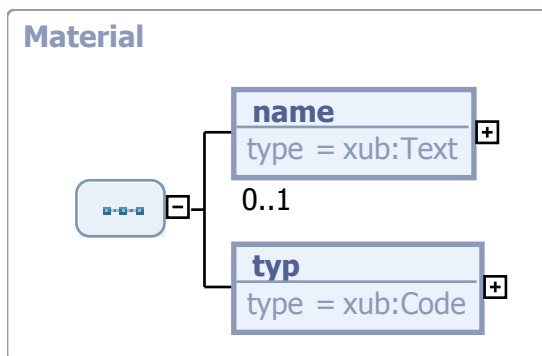 Material
name
type = xub:Text
0..1
typ
type = xub:Code